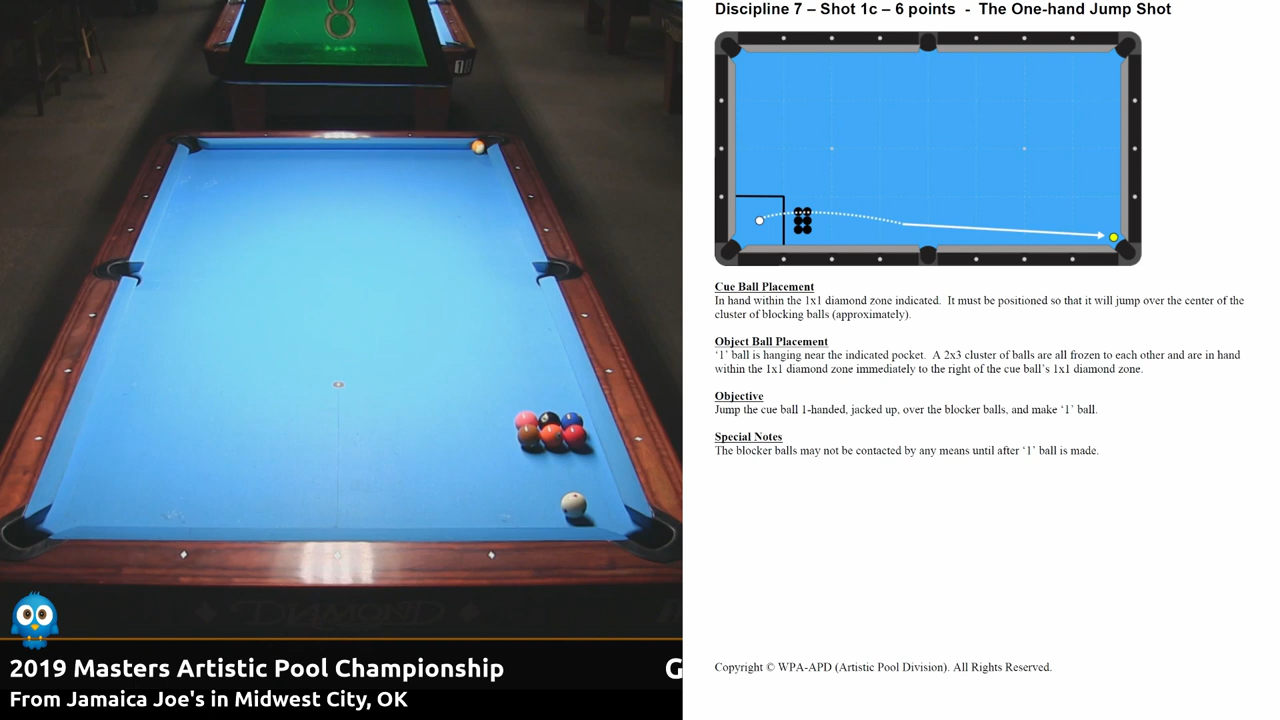 Discipline 7 – Shot 1c – 6 points - The One-hand Jump Shot
8
Cue Ball Placement
In hand within the 1x1 diamond zone indicated. It must be positioned so that it will jump over the center of the
cluster of blocking balls (approximately).
Object Ball Placement
‘1’ ball is hanging near the indicated pocket. A 2x3 cluster of balls are all frozen to each other and are in hand
within the 1x1 diamond zone immediately to the right of the cue ball’s 1x1 diamond zone.
Objective
Jump the cue ball 1-handed, jacked up, over the blocker balls, and make ‘1’ ball.
Special Notes
The blocker balls may not be contacted by any means until after ‘1’ ball is made.
DIAMOND
2019 Masters Artistic Pool Championship
G
From Jamaica Joe's in Midwest City, OK
Copyright © WPA-APD (Artistic Pool Division). All Rights Reserved.